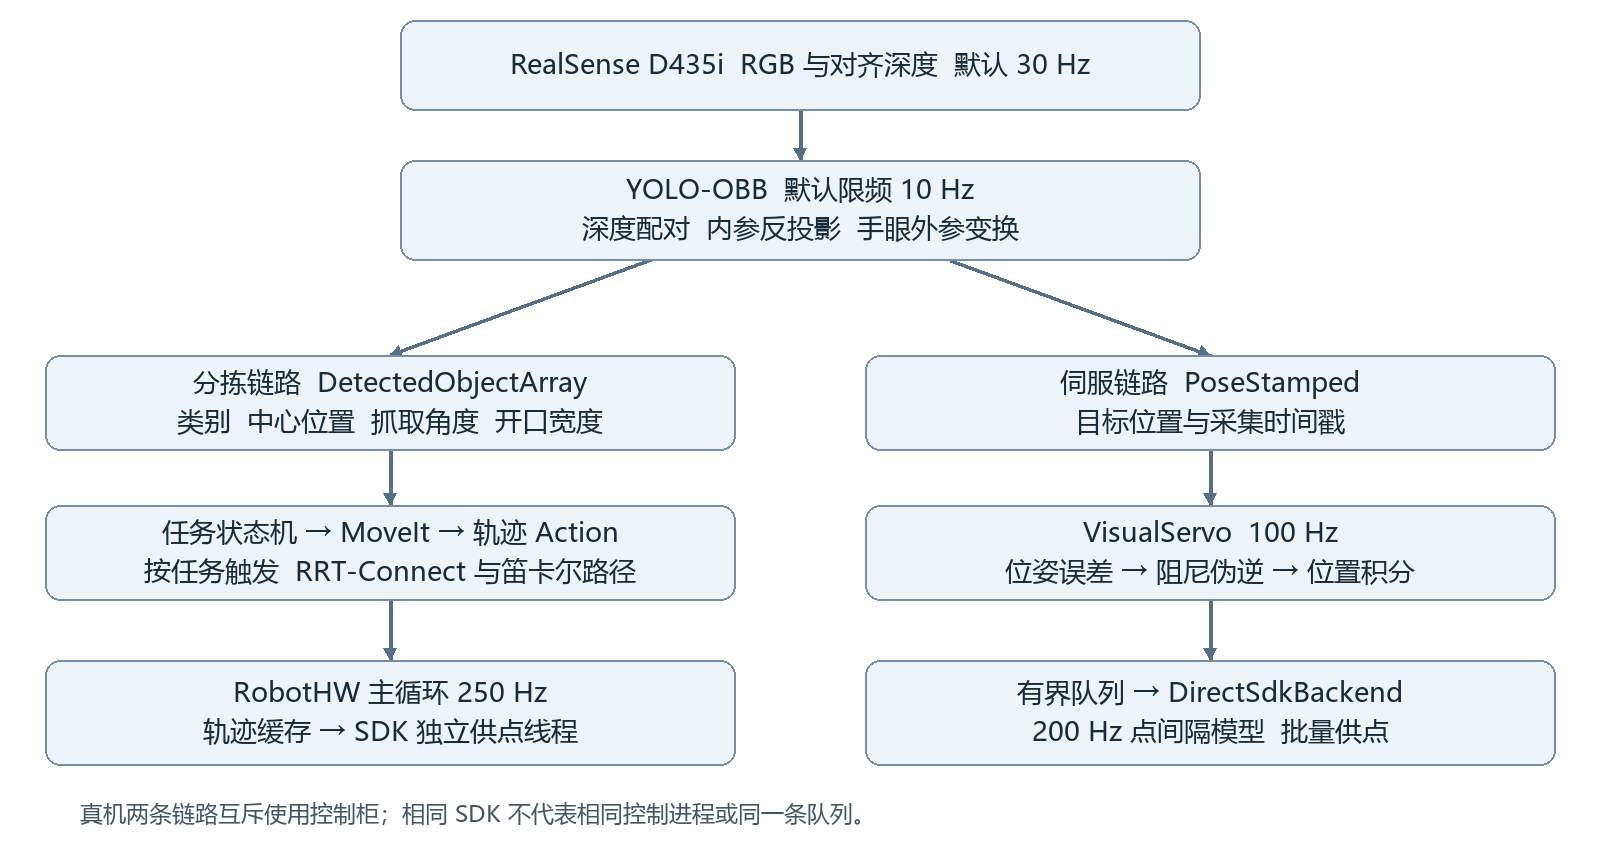 RealSense D435i RGB 与对齐深度 默认 30 Hz
YOLO-OBB 默认限频 10 Hz
深度配对 内参反投影 手眼外参变换
分拣链路 DetectedObjectArray
类别 中心位置 抓取角度 开口宽度
任务状态机 → MoveIt → 轨迹 Action
按任务触发 RRT-Connect 与笛卡尔路径
RobotHW 主循环 250 Hz
轨迹缓存 → SDK 独立供点线程
伺服链路 PoseStamped
目标位置与采集时间戳
VisualServo 100 Hz
位姿误差 → 阻尼伪逆 → 位置积分
有界队列 → DirectSdkBackend
200 Hz 点间隔模型 批量供点
真机两条链路互斥使用控制柜；相同 SDK 不代表相同控制进程或同一条队列。